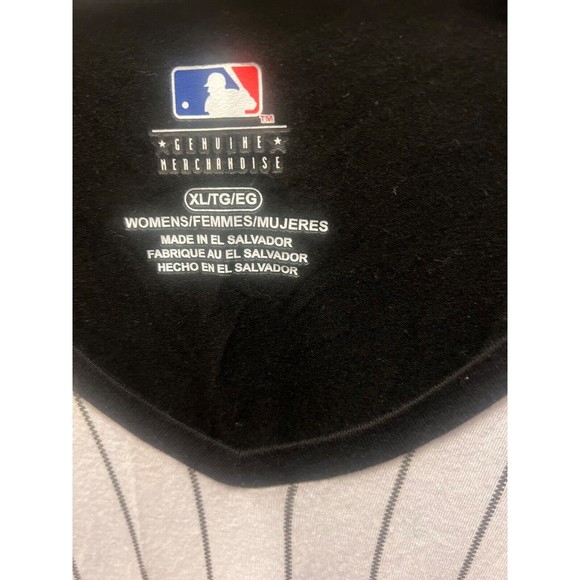 TM
★ GENUINE ★
MERCHANDISE
XL/TG/EG
WOMENS/FEMMES/MUJERES
MADE IN EL SALVADOR
FABRIQUE AU EL SALVADOR
HECHO EN EL SALVADOR